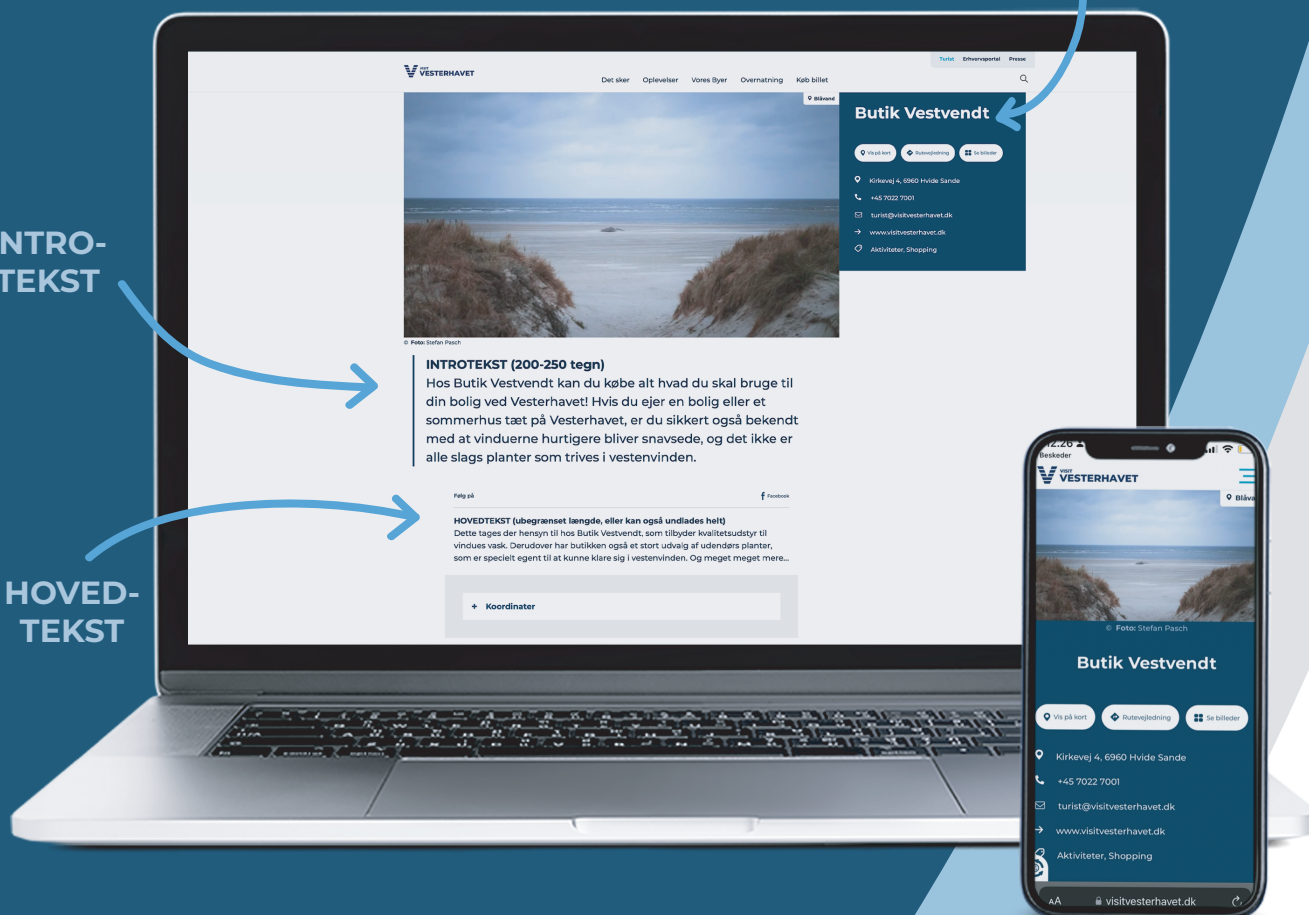 VISIT
VESTERHAVET
Turist Erhvervsportal Presse
Det sker Oplevelser Vores Byer Overnatning Køb billet
Blåvand
Butik Vestvendt
Vis på kort Rutevejledning Se billeder
Kirkevej 4, 6960 Hvide Sande
+45 7022 7001
turist@visitvesterhavet.dk
www.visitvesterhavet.dk
Aktiviteter, Shopping
© Foto: Stefan Pasch
NTRO-
TEKST
INTROTEKST (200-250 tegn)
Hos Butik Vestvendt kan du købe alt hvad du skal bruge til
din bolig ved Vesterhavet! Hvis du ejer en bolig eller et
sommerhus tæt på Vesterhavet, er du sikkert også bekendt
med at vinduerne hurtigere bliver snavsede, og det ikke er
alle slags planter som trives i vestenvinden.
Følg på
Facebook
HOVEDTEKST (ubegrænset længde, eller kan også undlades helt)
Dette tages der hensyn til hos Butik Vestvendt, som tilbyder kvalitetsudstyr til
vindues vask. Derudover har butikken også et stort udvalg af udendørs planter,
som er specielt egent til at kunne klare sig i vestenvinden. Og meget meget mere...
+ Koordinater
HOVED-
TEKST
12.26
Beskeder
VISIT
VESTERHAVET
Blåva
© Foto: Stefan Pasch
Butik Vestvendt
Vis på kort Rutevejledning Se billeder
Kirkevej 4, 6960 Hvide Sande
+45 7022 7001
turist@visitvesterhavet.dk
www.visitvesterhavet.dk
Aktiviteter, Shopping
AA visitvesterhavet.dk